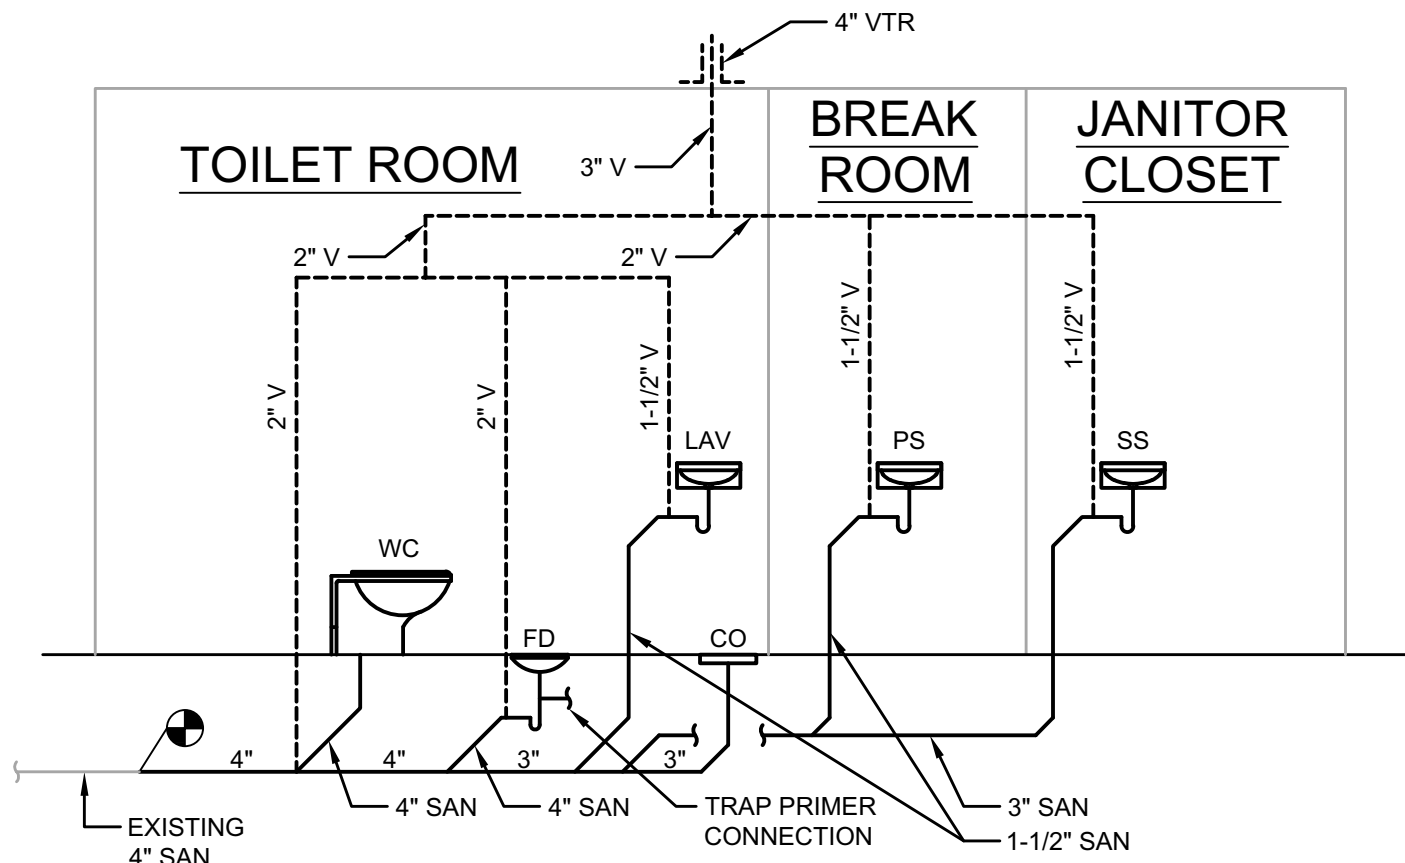 4" VTR
TOILET ROOM
BREAK
ROOM
JANITOR
CLOSET
3" V
2" V
2" V
2" V
2" V
1-1/2" V
1-1/2" V
1-1/2" V
LAV
PS
SS
WC
FD
CO
4"
4"
3"
3"
4" SAN
4" SAN
TRAP PRIMER
CONNECTION
3" SAN
1-1/2" SAN
EXISTING
4" SAN